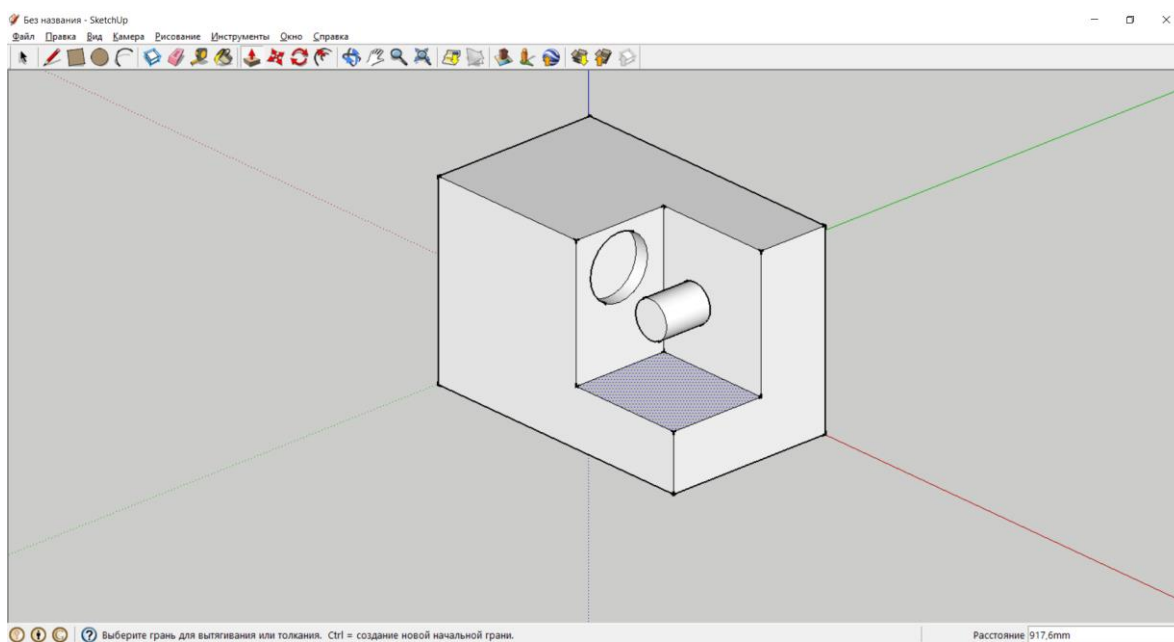 Без названия - SketchUp
Файл Правка Вид Камера Рисование Инструменты Окно Справка
Выберите грань для вытягивания или толкания. Ctrl = создание новой начальной грани. Расстояние 917,6mm